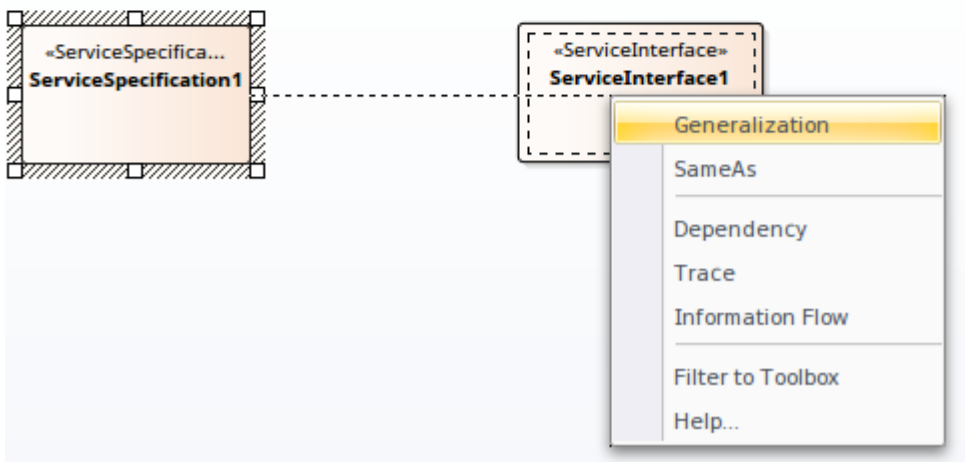 «ServiceSpecifica...
ServiceSpecification1
«ServiceInterface»
ServiceInterface1
Generalization
SameAs
Dependency
Trace
Information Flow
Filter to Toolbox
Help...